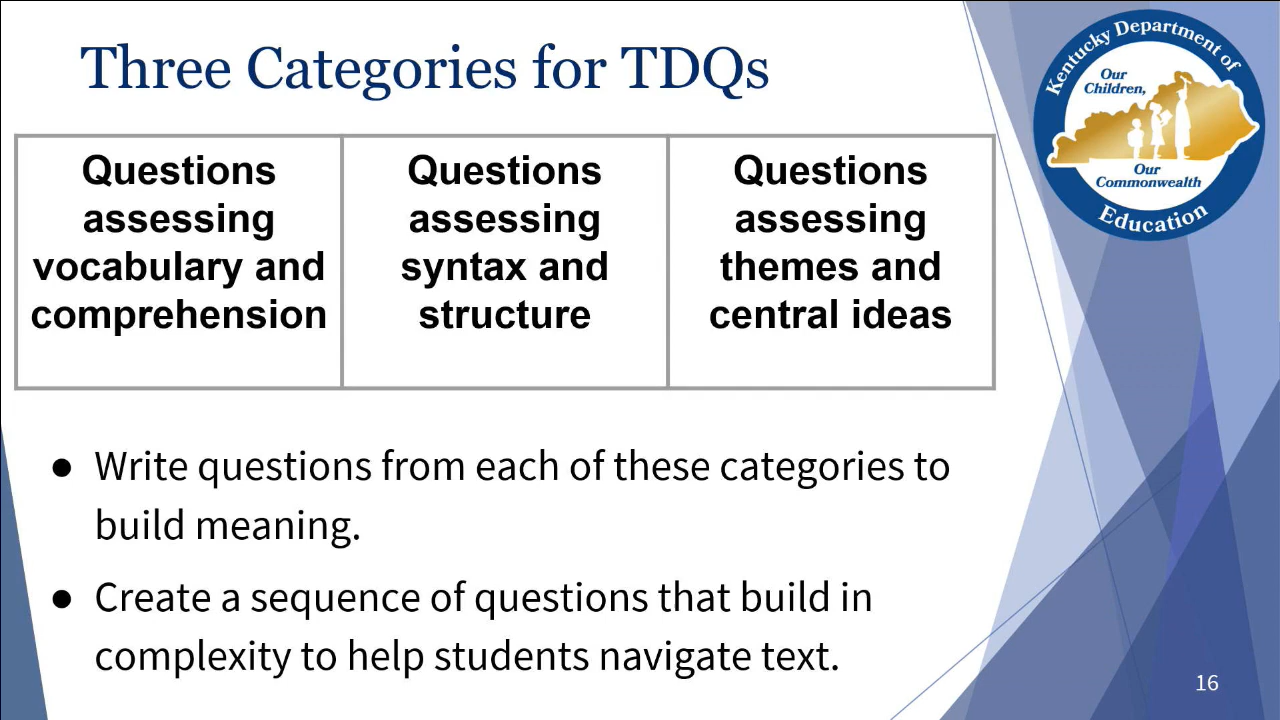 Three Categories for TDQs
Questions
assessing
vocabulary and
comprehension
Questions
assessing
syntax and
structure
Questions
assessing
themes and
central ideas
● Write questions from each of these categories to
build meaning.
● Create a sequence of questions that build in
complexity to help students navigate text.
Kentucky Department of
Our
Children,
Our
Commonwealth
Education
16